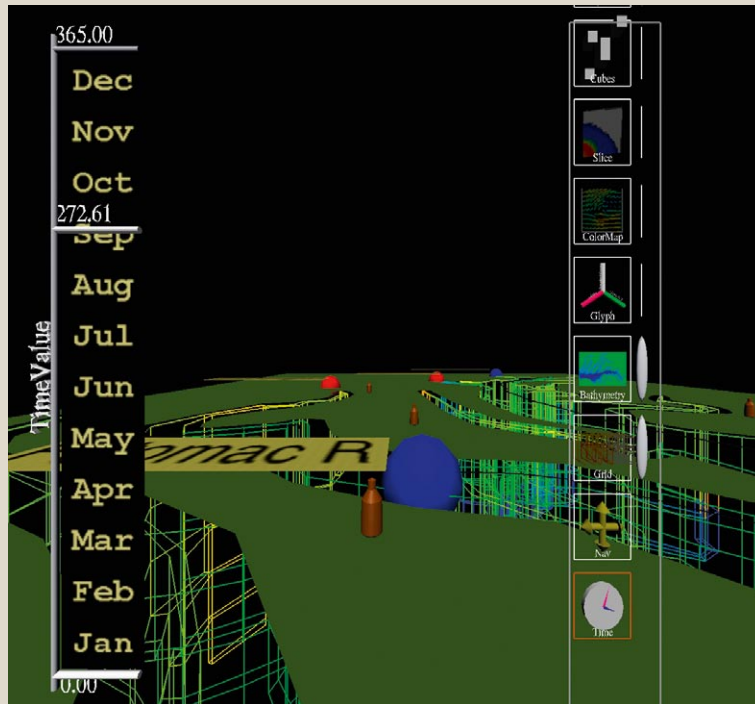 365.00
Dec
Nov
Oct
272.61
Sep
Aug
Jul
Jun
May
Apr
Mar
Feb
Jan
0.00
TimeValue
omac R
Cubes
Slice
ColorMap
Glyph
Bathymetry
Grid
Nav
Time